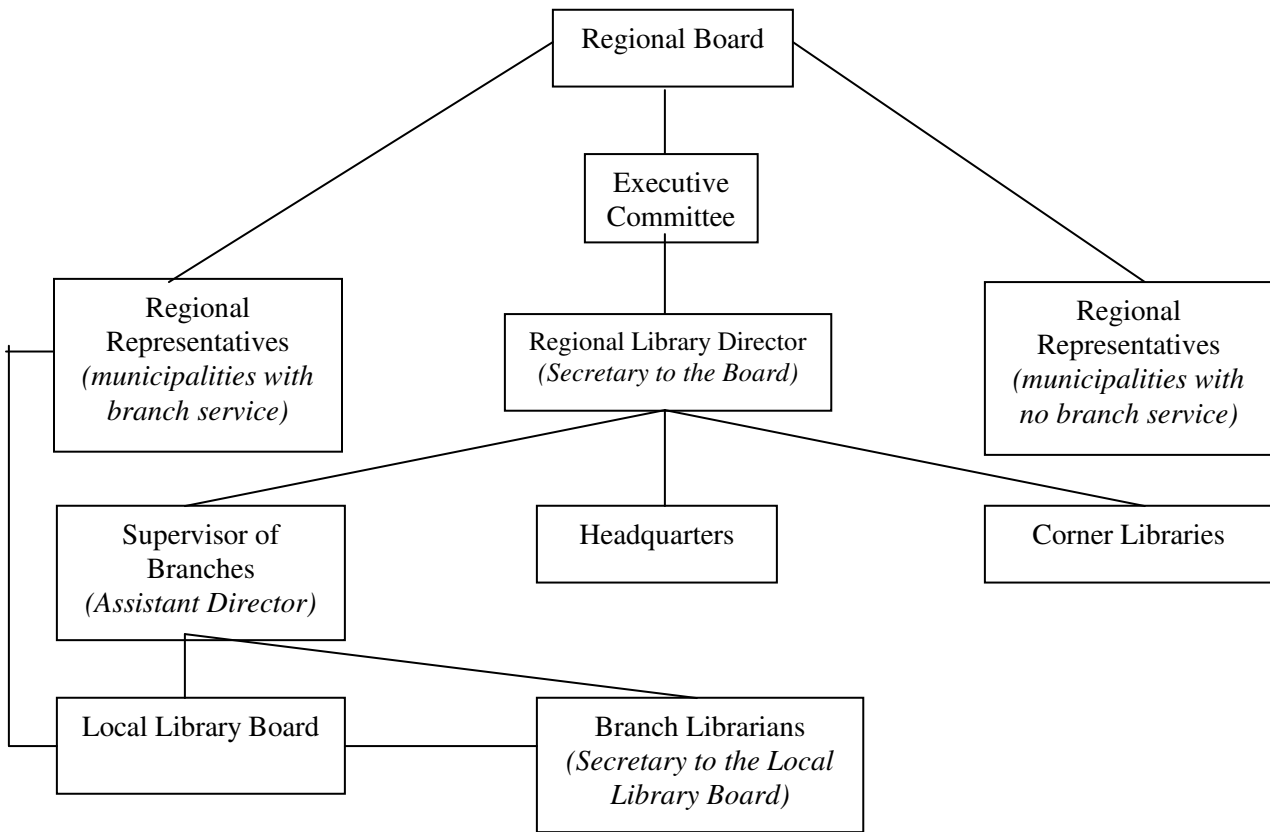 Regional Board
Executive
Committee
Regional
Representatives
(municipalities with
branch service)
Regional Library Director
(Secretary to the Board)
Regional
Representatives
(municipalities with
no branch service)
Supervisor of
Branches
(Assistant Director)
Headquarters
Corner Libraries
Local Library Board
Branch Librarians
(Secretary to the Local
Library Board)